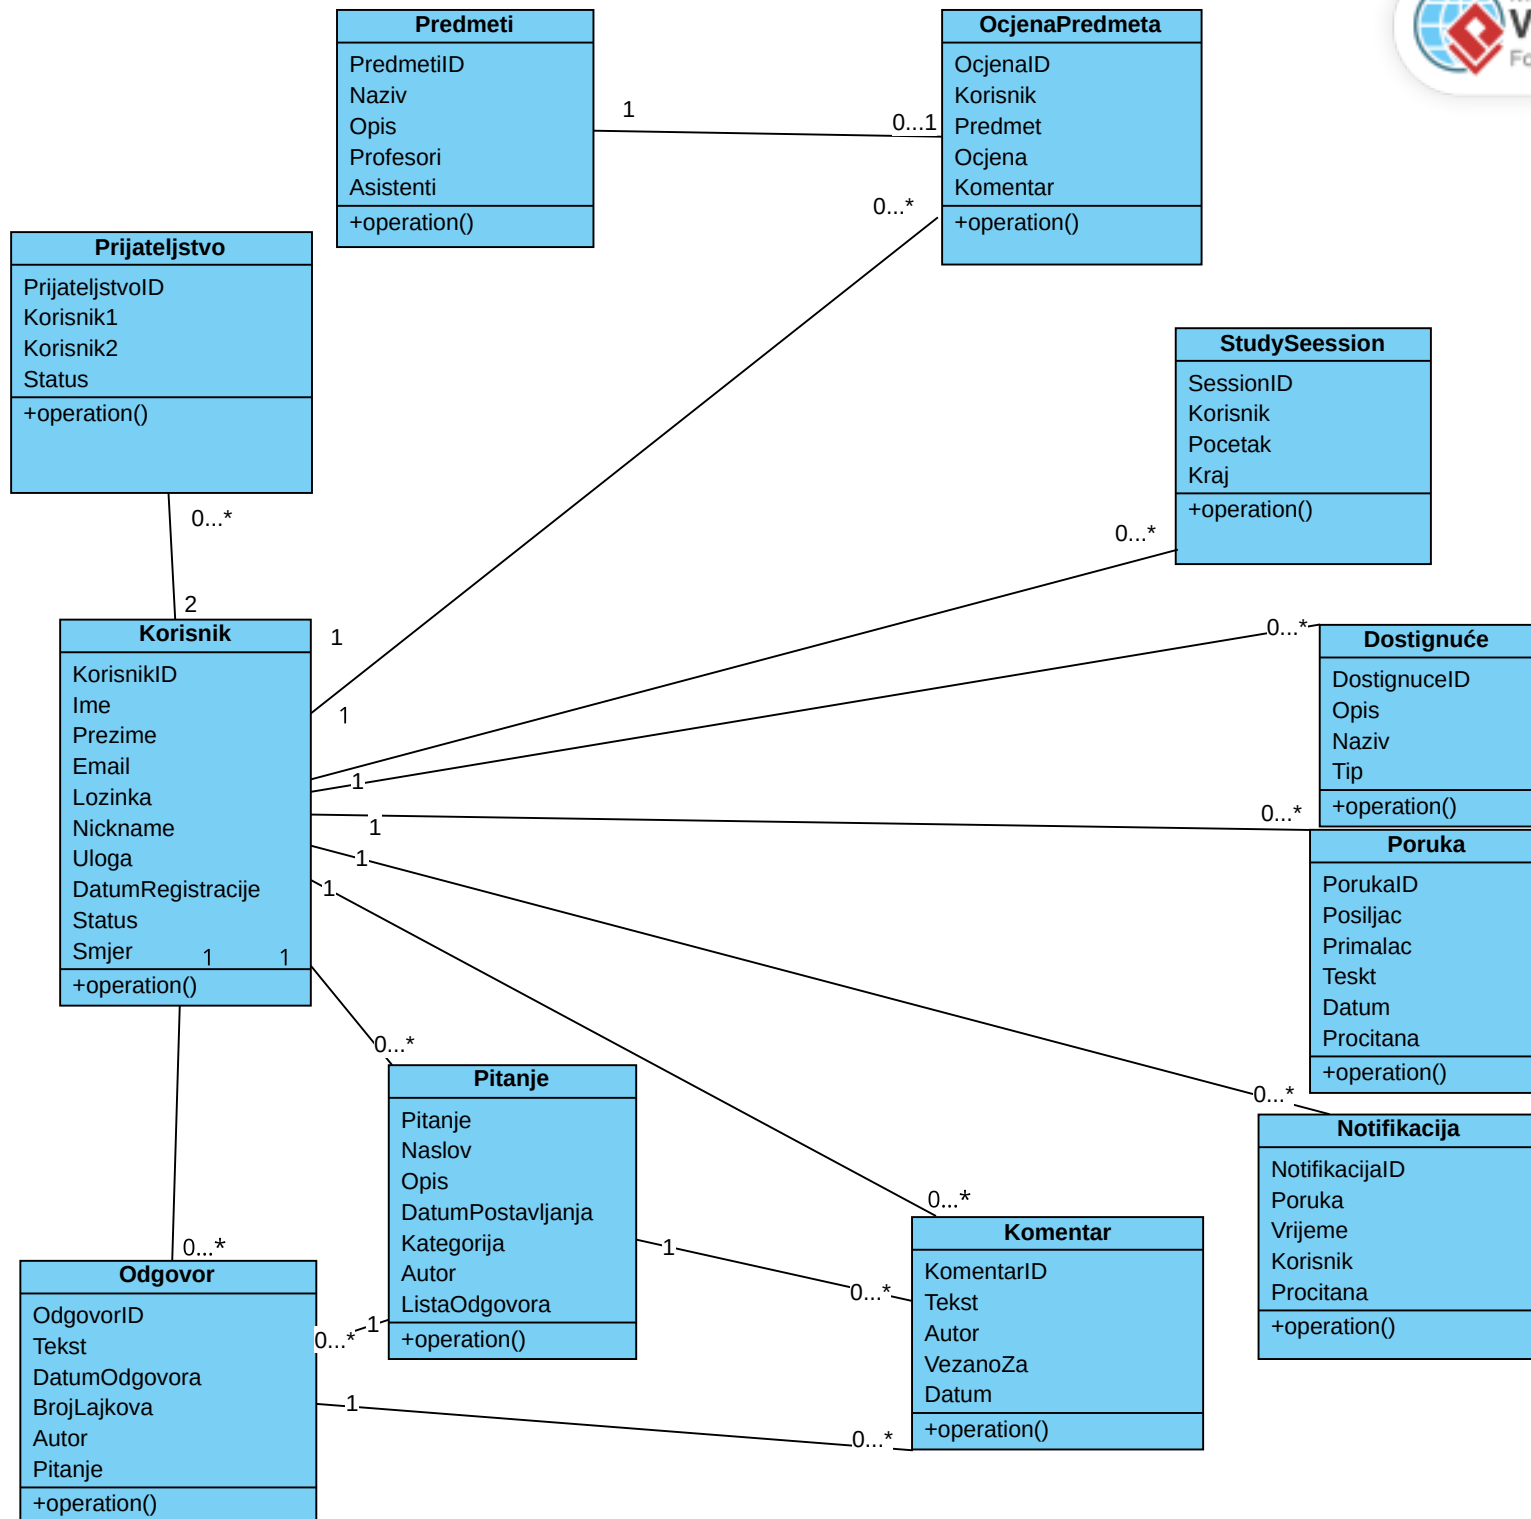 Predmeti
PredmetiID
Naziv
Opis
Profesori
Asistenti
+operation()
1
0...1
OcjenaPredmeta
OcjenaID
Korisnik
Predmet
Ocjena
Komentar
+operation()
0...*
Prijateljstvo
PrijateljstvoID
Korisnik1
Korisnik2
Status
+operation()
0...*
2
StudySeession
SessionID
Korisnik
Pocetak
Kraj
+operation()
0...*
Korisnik
KorisnikID
Ime
Prezime
Email
Lozinka
Nickname
Uloga
DatumRegistracije
Status
Smjer
1
1
+operation()
1
1
1
1
1
1
0...*
Dostignuće
DostignuceID
Opis
Naziv
Tip
+operation()
0...*
Poruka
PorukaID
Posiljac
Primalac
Teskt
Datum
Procitana
+operation()
0...*
Notifikacija
NotifikacijaID
Poruka
Vrijeme
Korisnik
Procitana
+operation()
0...*
Pitanje
Pitanje
Naslov
Opis
DatumPostavljanja
Kategorija
Autor
ListaOdgovora
+operation()
1
0...*
0...*
Komentar
KomentarID
Tekst
Autor
VezanoZa
Datum
+operation()
0...*
Odgovor
OdgovorID
Tekst
DatumOdgovora
BrojLajkova
Autor
Pitanje
+operation()
0...*
1
1
0...*